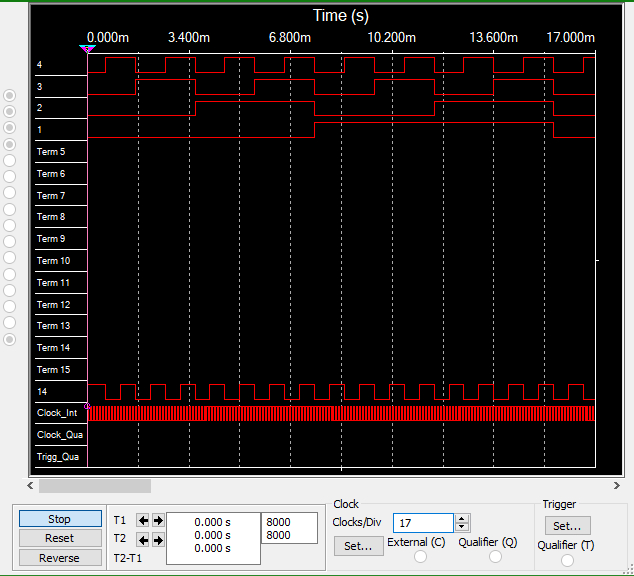 Time (s)
0.000m 3.400m 6.800m 10.200m 13.600m 17.000m
4
3
2
1
Term 5
Term 6
Term 7
Term 8
Term 9
Term 10
Term 11
Term 12
Term 13
Term 14
Term 15
14
Clock_Int
Clock_Qua
Trigg_Qua
Stop
Reset
Reverse
T1 0.000 s 8000
T2 0.000 s 8000
T2-T1 0.000 s
Clock
Clocks/Div 17
Set... External (C) Qualifier (Q)
Trigger
Set...
Qualifier (T)